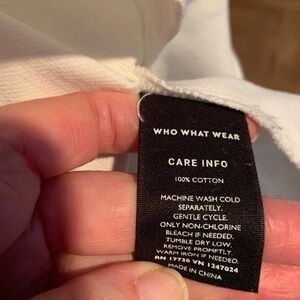 WHO WHAT WEAR
CARE INFO
100% COTTON
MACHINE WASH COLD
SEPARATELY.
GENTLE CYCLE.
ONLY NON-CHLORINE
BLEACH IF NEEDED.
TUMBLE DRY LOW.
REMOVE PROMPTLY.
WARM IRON IF NEEDED.
RN 17730 VN 1247024
MADE IN CHINA